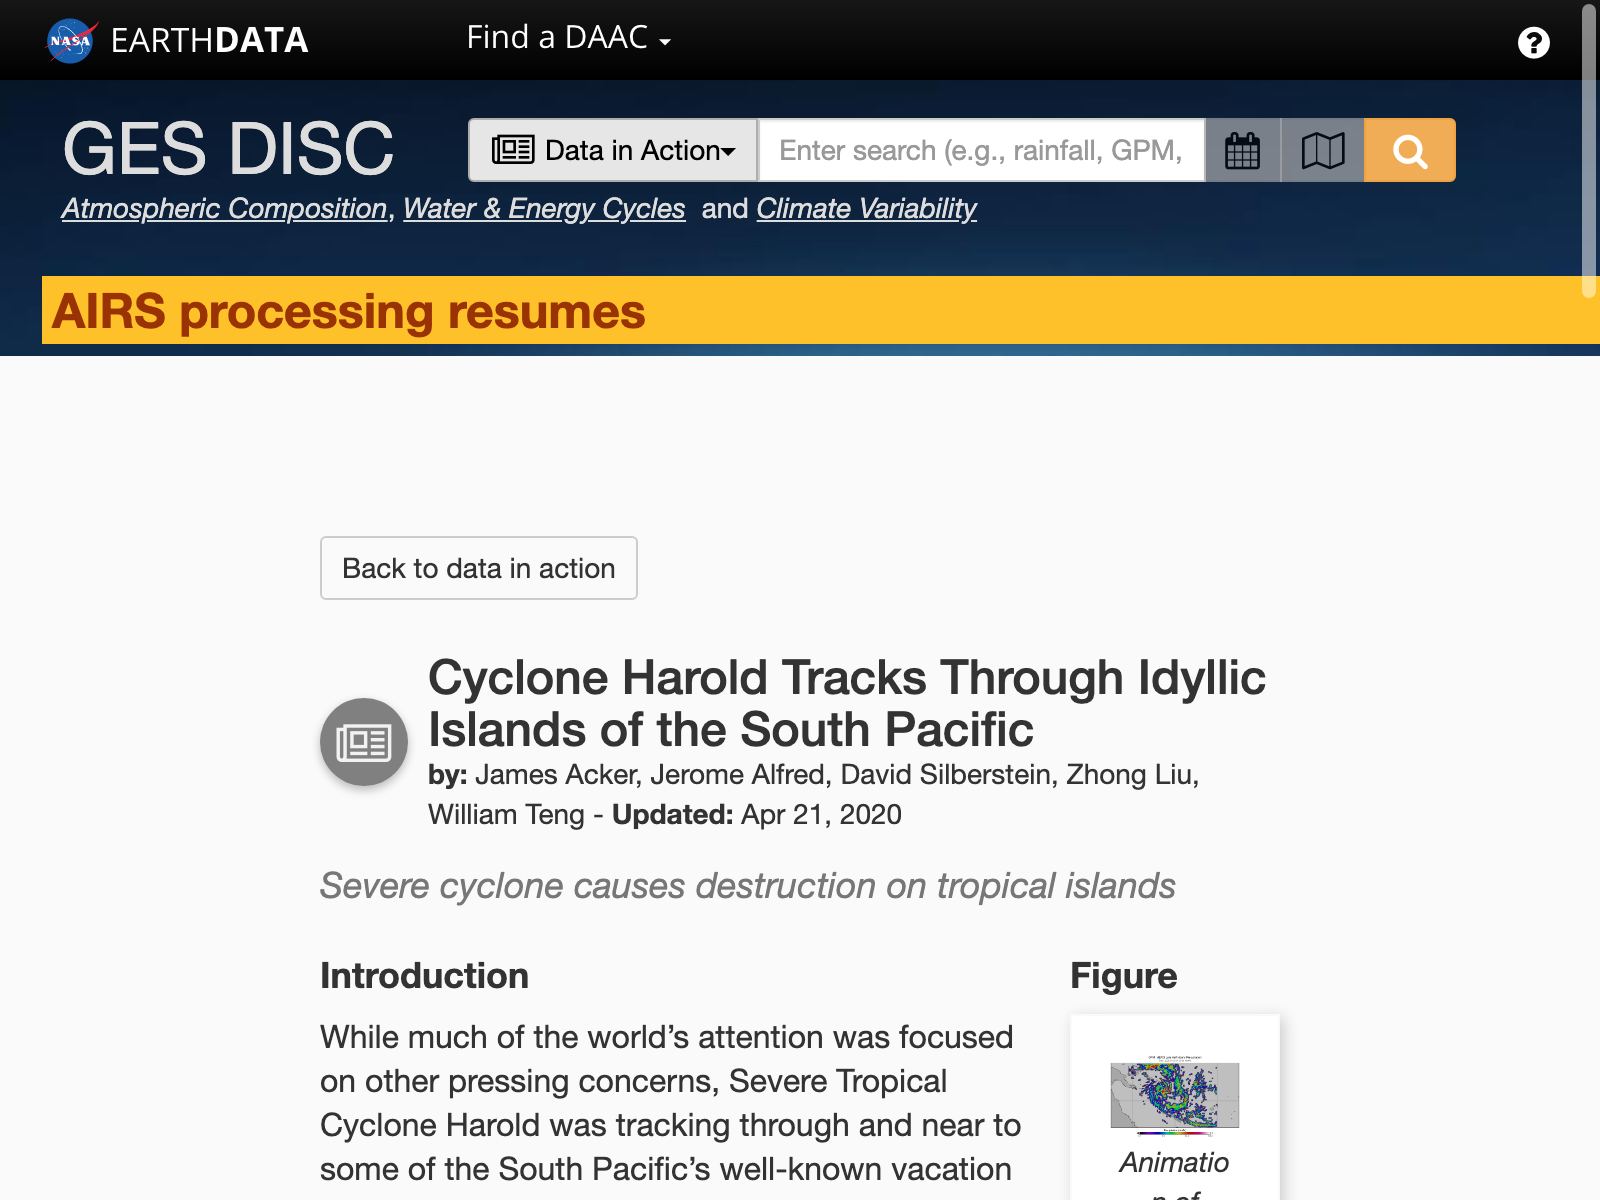 NASA
EARTHDATA
Find a DAAC
?
GES DISC
Data in Action
Enter search (e.g., rainfall, GPM,
Atmospheric Composition, Water & Energy Cycles and Climate Variability
AIRS processing resumes
Back to data in action
Cyclone Harold Tracks Through Idyllic
Islands of the South Pacific
by: James Acker, Jerome Alfred, David Silberstein, Zhong Liu,
William Teng - Updated: Apr 21, 2020
Severe cyclone causes destruction on tropical islands
Introduction
While much of the world’s attention was focused
on other pressing concerns, Severe Tropical
Cyclone Harold was tracking through and near to
some of the South Pacific’s well-known vacation
Figure
Animatio
n of